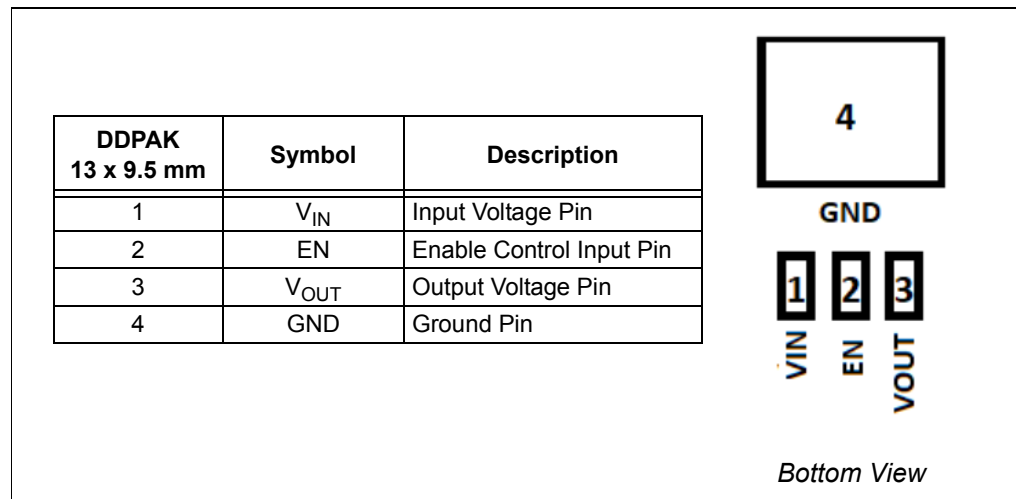 DDPAK
13 x 9.5 mm
Symbol
Description
1 VIN Input Voltage Pin
2 EN Enable Control Input Pin
3 VOUT Output Voltage Pin
4 GND Ground Pin
4
GND
1 2 3
VIN EN VOUT
Bottom View